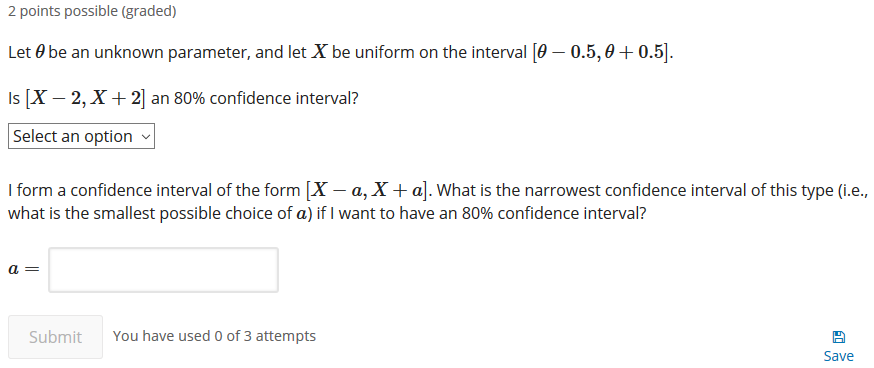 2 points possible (graded)
Let θ be an unknown parameter, and let X be uniform on the interval [θ − 0.5, θ + 0.5].
Is [X − 2, X + 2] an 80% confidence interval?
Select an option
I form a confidence interval of the form [X − a, X + a]. What is the narrowest confidence interval of this type (i.e.,
what is the smallest possible choice of a) if I want to have an 80% confidence interval?
a =
Submit You have used 0 of 3 attempts
Save